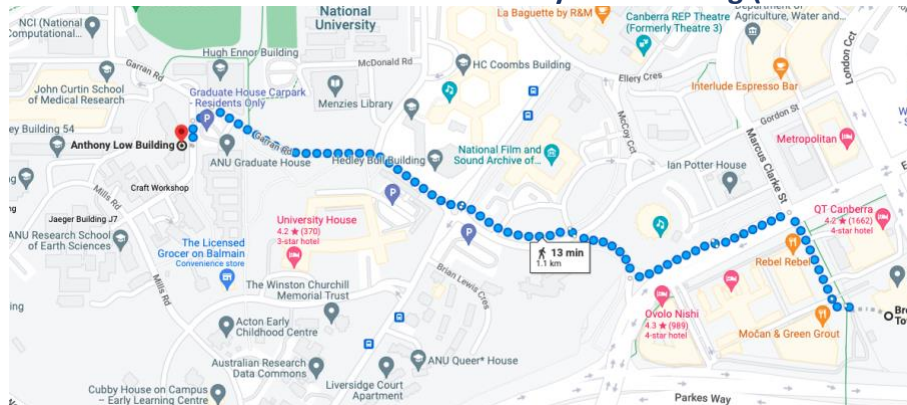 NCI (National
Computational...
National
University
La Baguette by R&M
Canberra REP Theatre
(Formerly Theatre 3)
Agriculture, Water and...
London Cct
Hugh Ennor Building
Garran Rd
McDonald Rd
HC Coombs Building
Ellery Cres
Interlude Espresso Bar
John Curtin School
of Medical Research
Graduate House Carpark -
Residents Only
Menzies Library
McCoy Cct
Gordon St
Marcus Clarke St
Metropolitan
Building 54
Anthony Low Building
Garran Rd
ANU Graduate House
Hedley Bull Building
National Film and
Sound Archive of...
Ian Potter House
Mills Rd
Craft Workshop
Jaeger Building J7
University House
4.2 ★ (370)
3-star hotel
QT Canberra
4.2 ★ (1662)
4-star hotel
ANU Research School
of Earth Sciences
The Licensed
Grocer on Balmain
Convenience store
13 min
1.1 km
Rebel Rebel
Mills Rd
The Winston Churchill
Memorial Trust
Brian Lewis Cres
Ovolo Nishi
4.3 ★ (989)
4-star hotel
Močan & Green Grout
Acton Early
Childhood Centre
ANU Queer* House
Australian Research
Data Commons
Liversidge Court
Apartment
Cubby House on Campus
– Early Learning Centre
Parkes Way